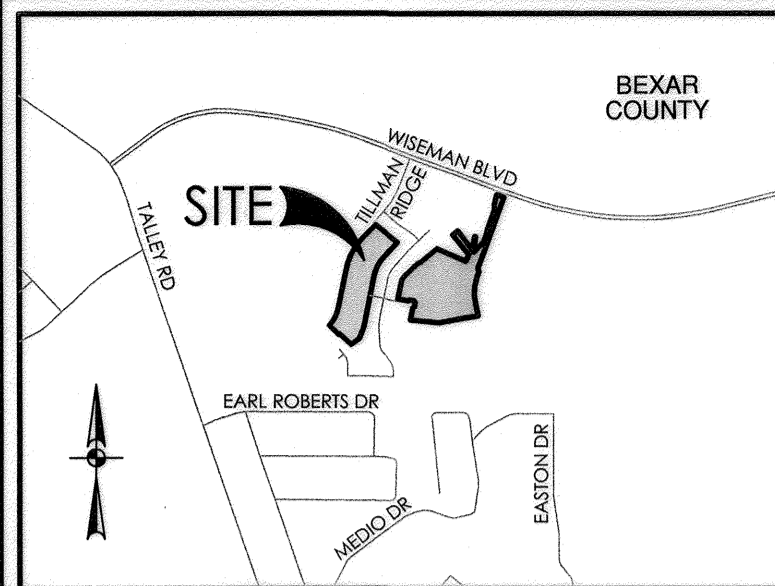 BEXAR
COUNTY
WISEMAN BLVD
TILLMAN
RIDGE
SITE
TALLEY RD
EARL ROBERTS DR
EASTON DR
MEDIO DR